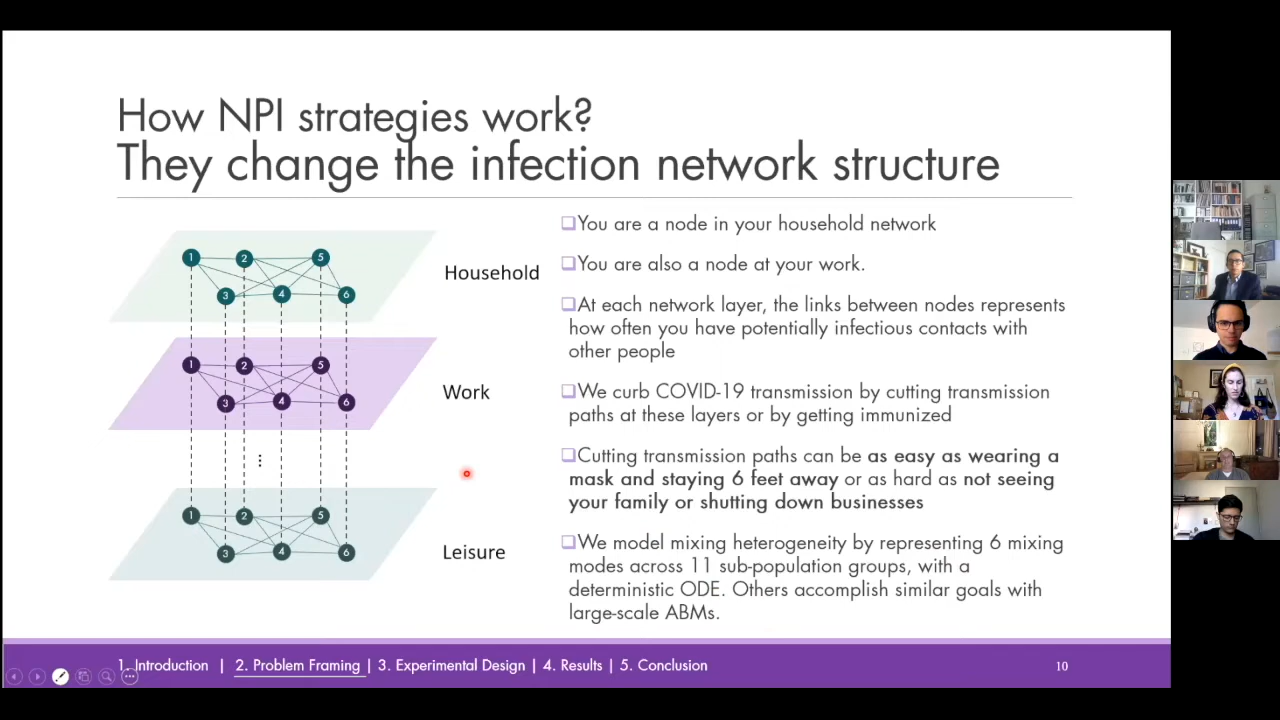 How NPI strategies work?
They change the infection network structure
1 2 5
3 4 6
Household
1 2 5
3 4 6
Work
⋮
1 2 5
3 4 6
Leisure
You are a node in your household network
You are also a node at your work.
At each network layer, the links between nodes represents
how often you have potentially infectious contacts with
other people
We curb COVID-19 transmission by cutting transmission
paths at these layers or by getting immunized
Cutting transmission paths can be as easy as wearing a
mask and staying 6 feet away or as hard as not seeing
your family or shutting down businesses
We model mixing heterogeneity by representing 6 mixing
modes across 11 sub-population groups, with a
deterministic ODE. Others accomplish similar goals with
large-scale ABMs.
1. Introduction | 2. Problem Framing | 3. Experimental Design | 4. Results | 5. Conclusion
10